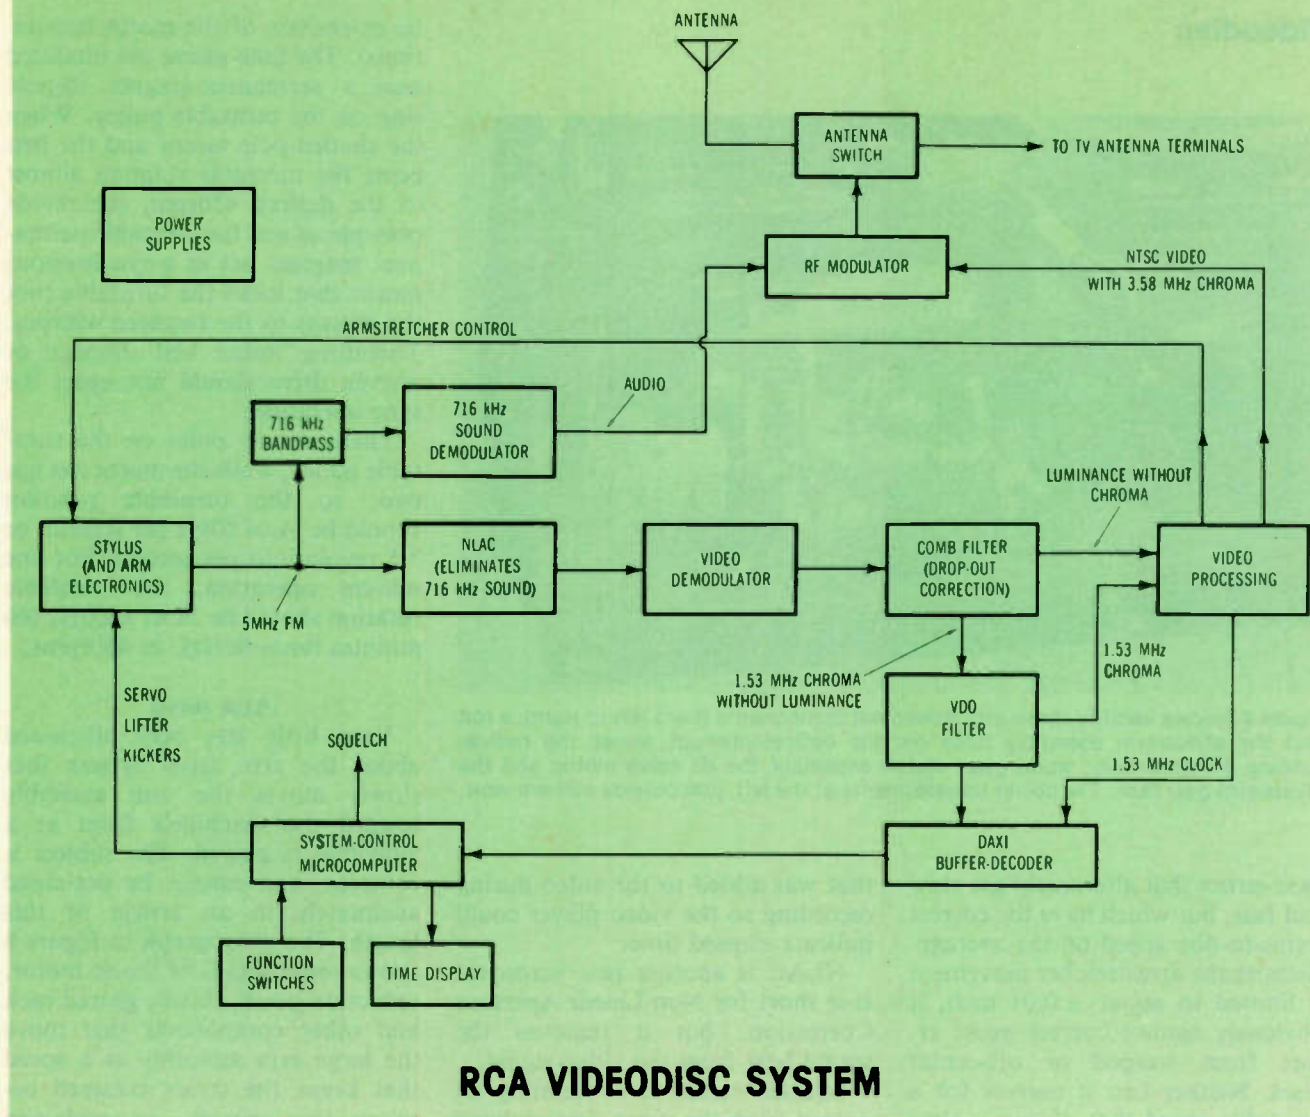 ANTENNA
ANTENNA
SWITCH
TO TV ANTENNA TERMINALS
POWER
SUPPLIES
RF MODULATOR
NTSC VIDEO
WITH 3.58 MHz CHROMA
ARMSTRETCHER CONTROL
AUDIO
716 kHz
BANDPASS
716 kHz
SOUND
DEMODULATOR
LUMINANCE WITHOUT
CHROMA
STYLUS
(AND ARM
ELECTRONICS)
5MHz FM
NLAC
(ELIMINATES
716 kHz SOUND)
VIDEO
DEMODULATOR
COMB FILTER
(DROP-OUT
CORRECTION)
VIDEO
PROCESSING
1.53 MHz
CHROMA
1.53 MHz CHROMA
WITHOUT LUMINANCE
VDO
FILTER
SERVO
LIFTER
KICKERS
SQUELCH
1.53 MHz CLOCK
SYSTEM-CONTROL
MICROCOMPUTER
DAXI
BUFFER-DECODER
FUNCTION
SWITCHES
TIME DISPLAY
RCA VIDEODISC SYSTEM